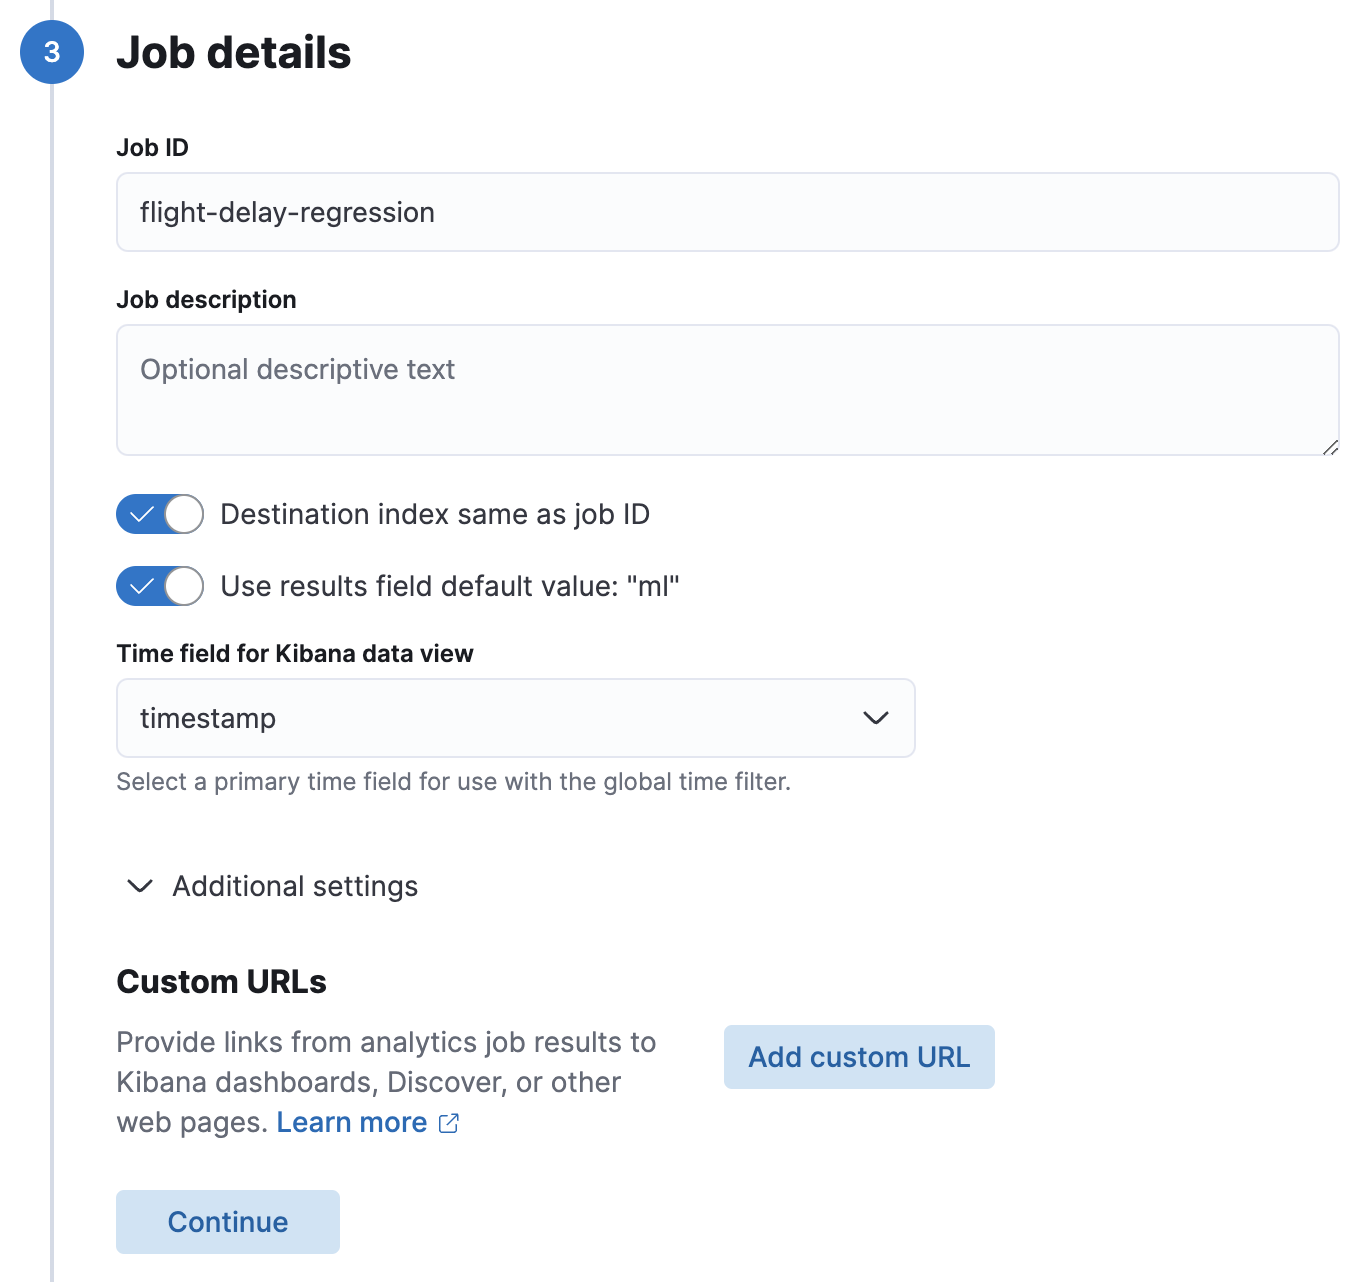 3
Job details
Job ID
flight-delay-regression
Job description
Optional descriptive text
Destination index same as job ID
Use results field default value: "ml"
Time field for Kibana data view
timestamp
Select a primary time field for use with the global time filter.
Additional settings
Custom URLs
Provide links from analytics job results to
Kibana dashboards, Discover, or other
web pages. Learn more
Add custom URL
Continue